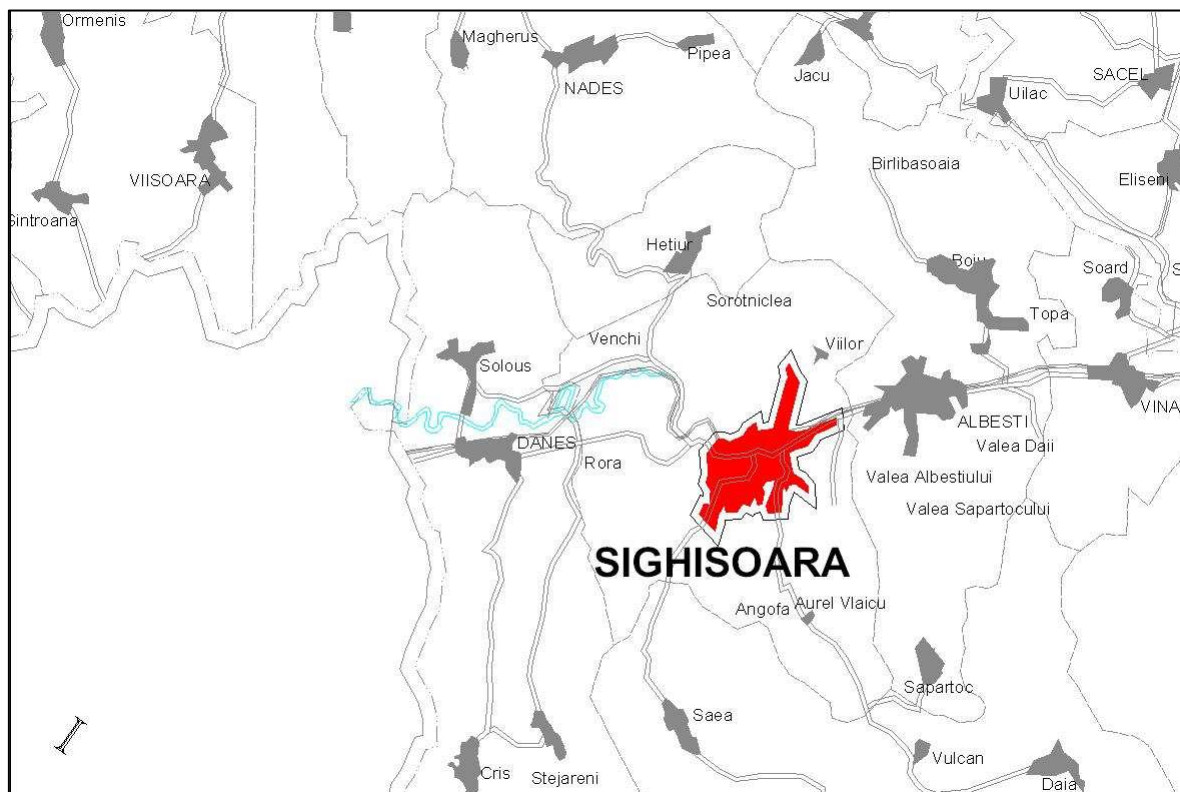 Ormenis
Magherus
Pipea
Jacu
SACEL
NADES
Uilac
VIISOARA
Birlibasoaia
Eliseni
Sintroana
Hetiur
Boiu
Soard
S
Sorotniclea
Topa
Venchi
Viilor
Solous
VINA
ALBESTI
DANES
Valea Daii
Rora
Valea Albestiului
Valea Sapartocului
SIGHISOARA
Angofa
Aurel Vlaicu
Sapartoc
Saea
Vulcan
Cris
Stejareni
Daia